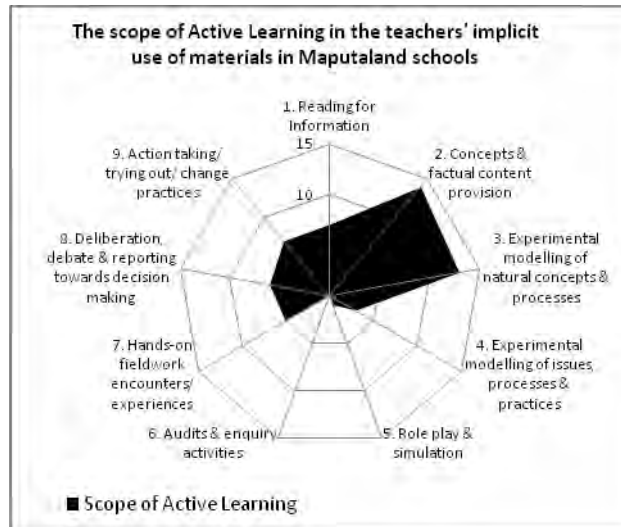 The scope of Active Learning in the teachers' implicit
use of materials in Maputaland schools
1. Reading for
Information
15
10
2. Concepts &
factual content
provision
3. Experimental
modelling of
natural concepts &
processes
4. Experimental
modelling of issues,
processes &
practices
5. Role play &
simulation
6. Audits & enquiry
activities
7. Hands-on
fieldwork
encounters/
experiences
8. Deliberation,
debate & reporting
towards decision
making
9. Action taking/
trying out/ change
practices
Scope of Active Learning